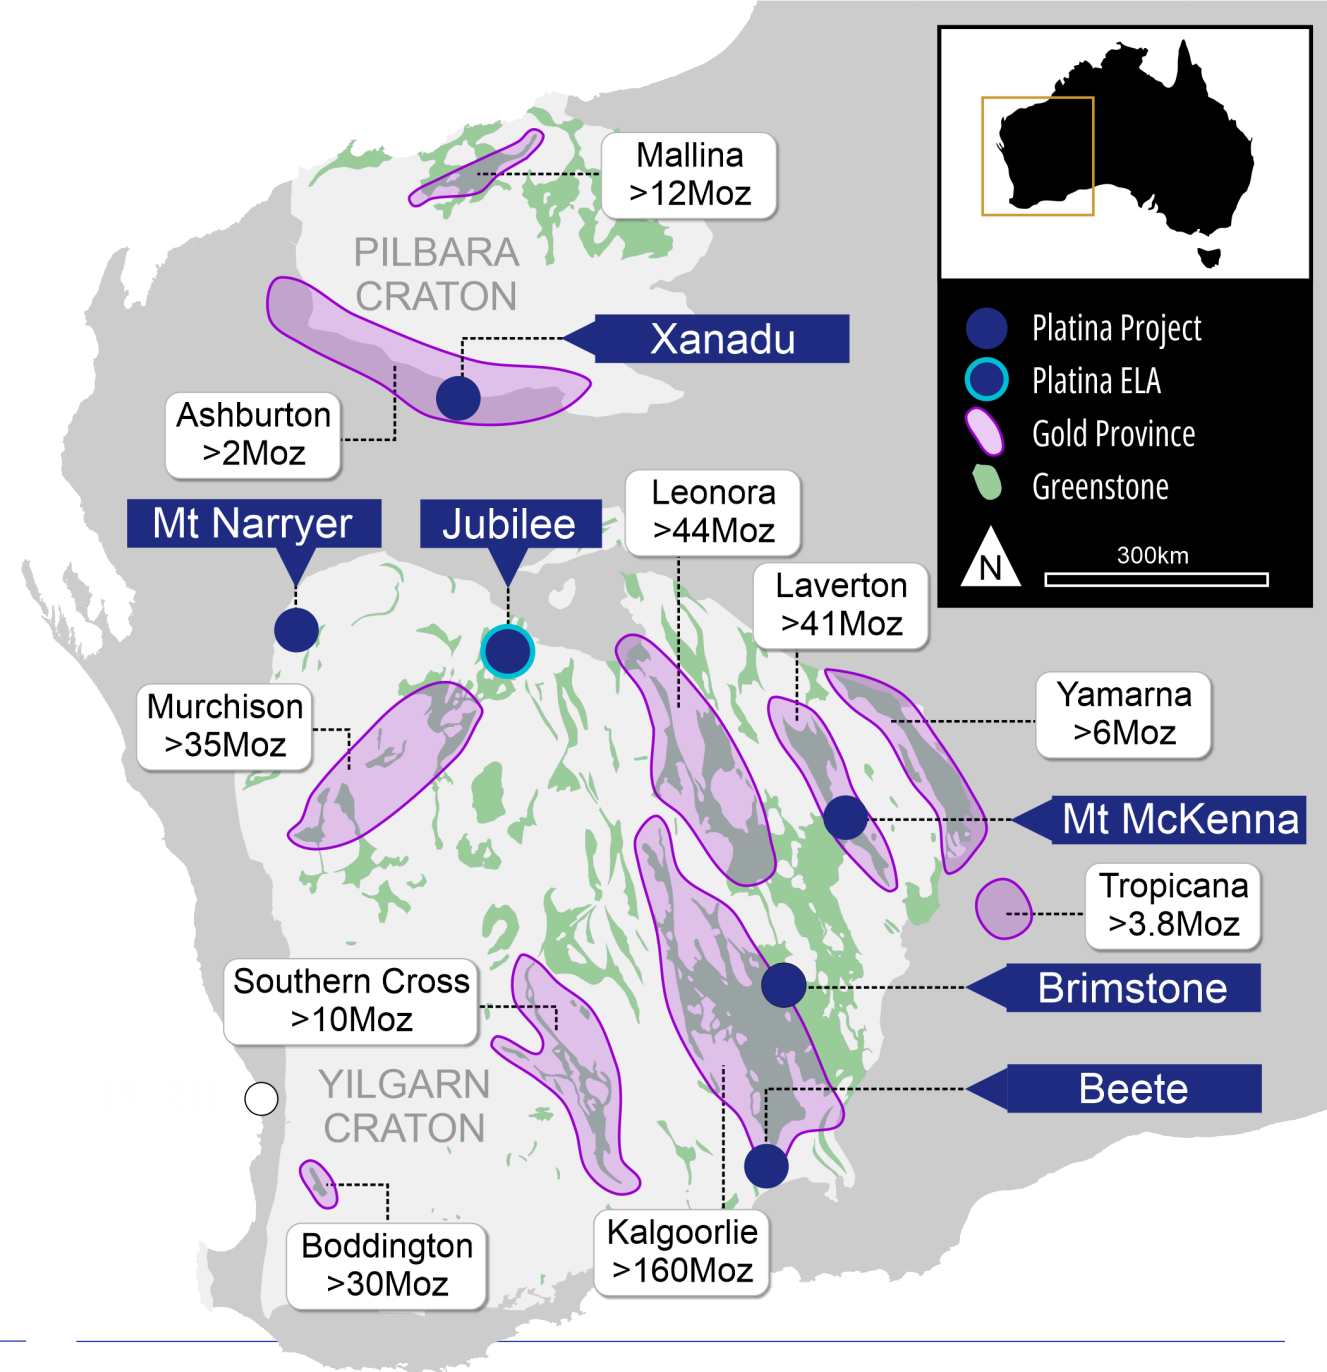 Mallina
>12Moz
PILBARA
CRATON
Xanadu
Ashburton
>2Moz
Platina Project
Platina ELA
Gold Province
Greenstone
N
300km
Mt Narryer
Jubilee
Leonora
>44Moz
Laverton
>41Moz
Murchison
>35Moz
Yamarna
>6Moz
Mt McKenna
Tropicana
>3.8Moz
Southern Cross
>10Moz
Brimstone
YILGARN
CRATON
Beete
Boddington
>30Moz
Kalgoorlie
>160Moz